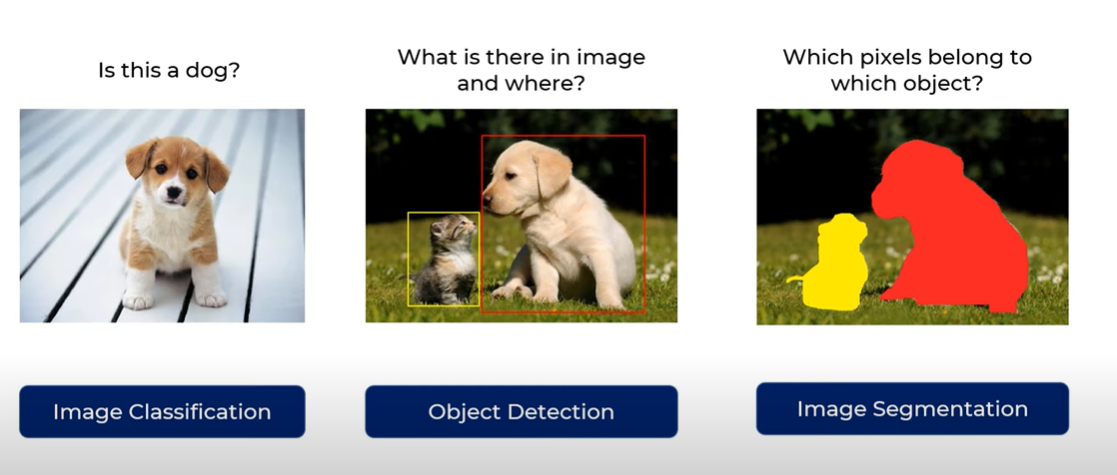 Is this a dog?
What is there in image
and where?
Which pixels belong to
which object?
Image Classification
Object Detection
Image Segmentation